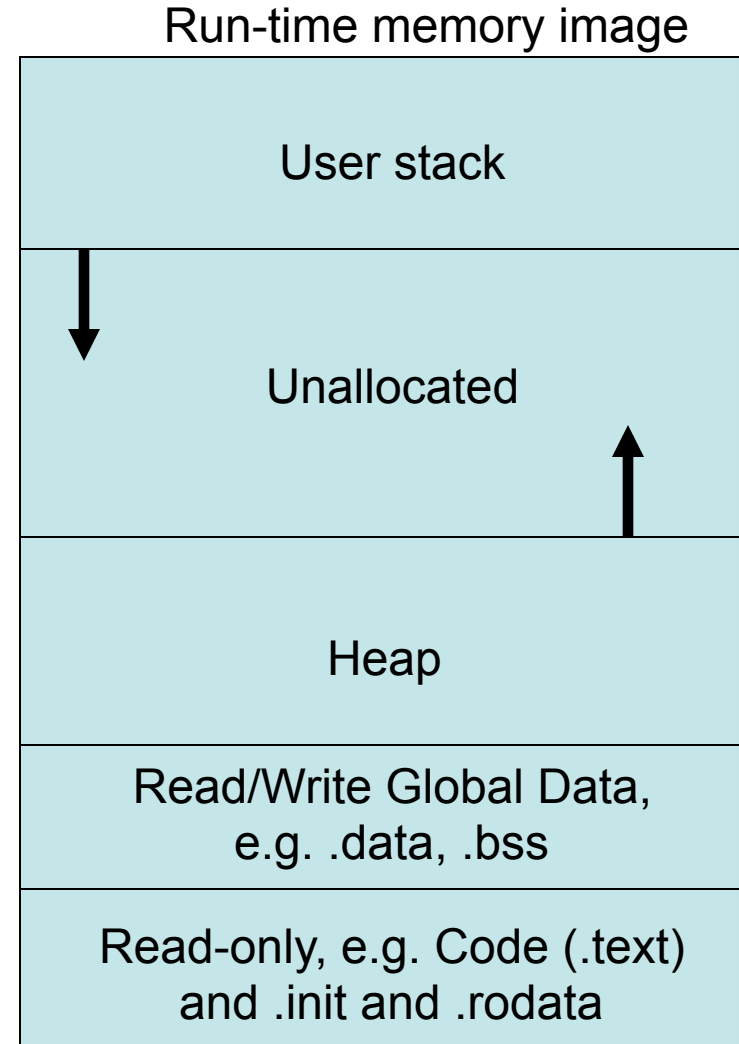 Run-time memory image
User stack
Unallocated
Heap
Read/Write Global Data,
e.g. .data, .bss
Read-only, e.g. Code (.text)
and .init and .rodata